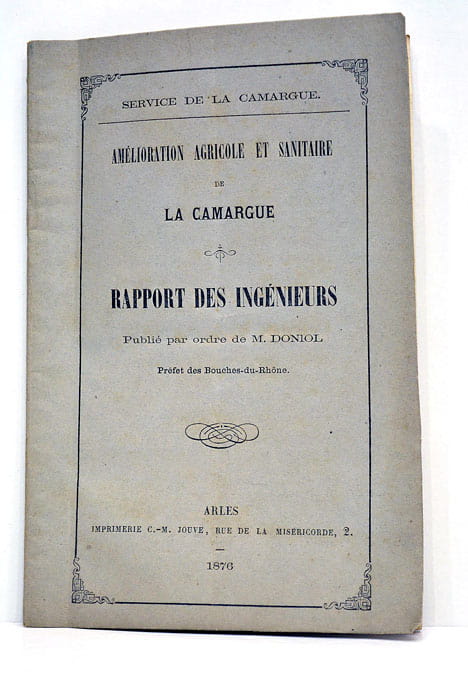 SERVICE DE LA CAMARGUE.
AMÉLIORATION AGRICOLE ET SANITAIRE
DE
LA CAMARGUE
RAPPORT DES INGÉNIEURS
Publié par ordre de M. DONIOL
Préfet des Bouches-du-Rhône.
ARLES
IMPRIMERIE C.-M. JOUVE, RUE DE LA MISÉRICORDE, 2.
1876